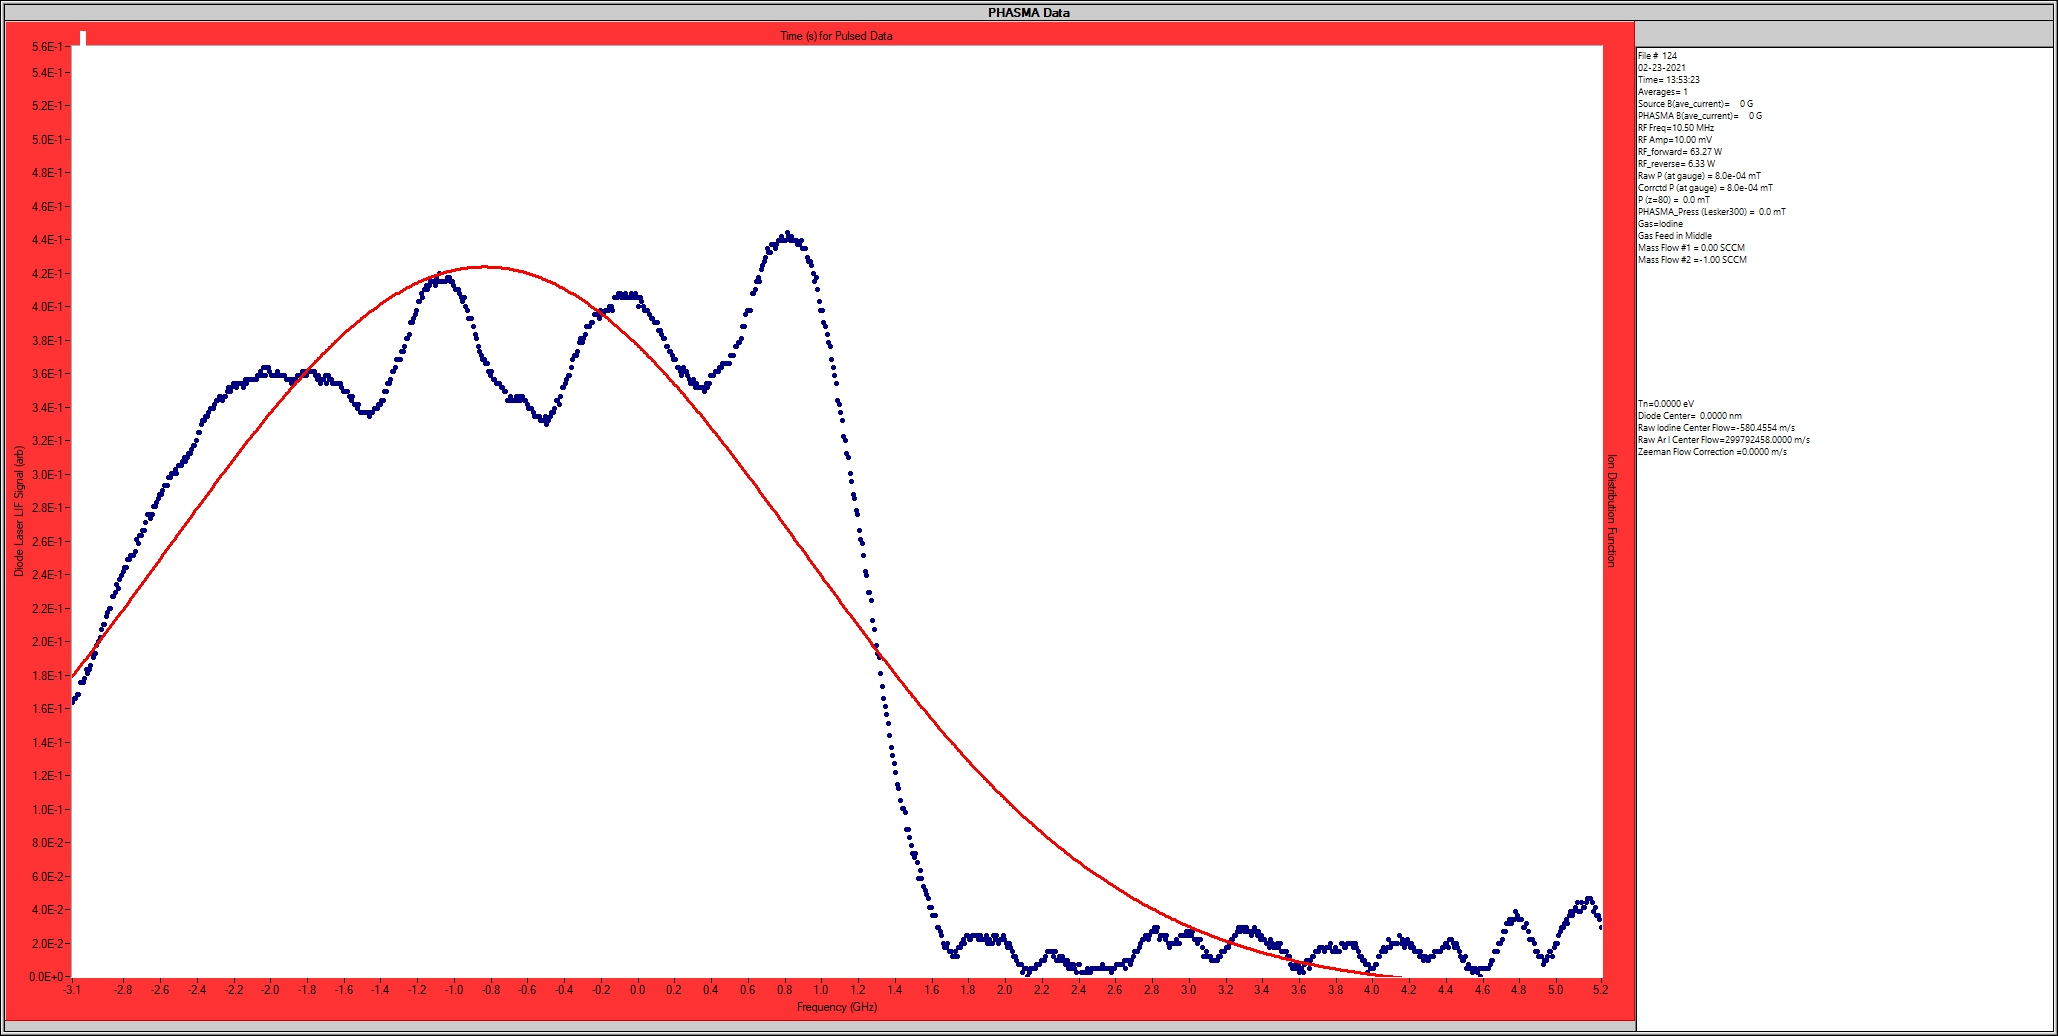 PHASMA Data
Time (s) for Pulsed Data
5.6E-1
5.4E-1
5.2E-1
5.0E-1
4.8E-1
4.6E-1
4.4E-1
4.2E-1
4.0E-1
3.8E-1
3.6E-1
3.4E-1
3.2E-1
3.0E-1
2.8E-1
2.6E-1
2.4E-1
2.2E-1
2.0E-1
1.8E-1
1.6E-1
1.4E-1
1.2E-1
1.0E-1
8.0E-2
6.0E-2
4.0E-2
2.0E-2
0.0E+0
Diode Laser LIF Signal (arb)
-3.1 -2.8 -2.6 -2.4 -2.2 -2.0 -1.8 -1.6 -1.4 -1.2 -1.0 -0.8 -0.6 -0.4 -0.2 0.0 0.2 0.4 0.6 0.8 1.0 1.2 1.4 1.6 1.8 2.0 2.2 2.4 2.6 2.8 3.0 3.2 3.4 3.6 3.8 4.0 4.2 4.4 4.6 4.8 5.0 5.2
Frequency (GHz)
Ion Distribution Function
File # 124
02-23-2021
Time= 13:53:23
Averages= 1
Source B(ave_current)= 0 G
PHASMA B(ave_current)= 0 G
RF Freq=10.50 MHz
RF Amp=10.00 mV
RF_forward= 63.27 W
RF_reverse= 6.33 W
Raw P (at gauge) = 8.0e-04 mT
Corrctd P (at gauge) = 8.0e-04 mT
P (z=80) = 0.0 mT
PHASMA_Press (Lesker300) = 0.0 mT
Gas=Iodine
Gas Feed in Middle
Mass Flow #1 = 0.00 SCCM
Mass Flow #2 =-1.00 SCCM
Tn=0.0000 eV
Diode Center= 0.0000 nm
Raw Iodine Center Flow=-580.4554 m/s
Raw Ar I Center Flow=299792458.0000 m/s
Zeeman Flow Correction =0.0000 m/s